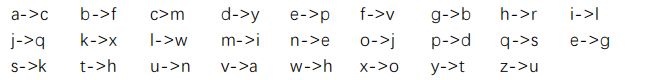 a->c b->f c>m d->y e->p f->v g->b h->r i->l
j->q k->x l->w m->i n->e o->j p->d q->s e->g
s->k t->h u->n v->a w->h x->o y->t z->u